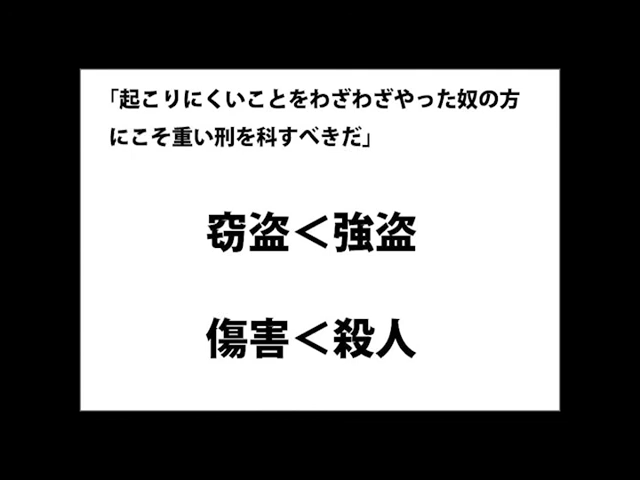 「起こりにくいことをわざわざやった奴の方
にこそ重い刑を科すべきだ」
窃盗＜強盗
傷害＜殺人